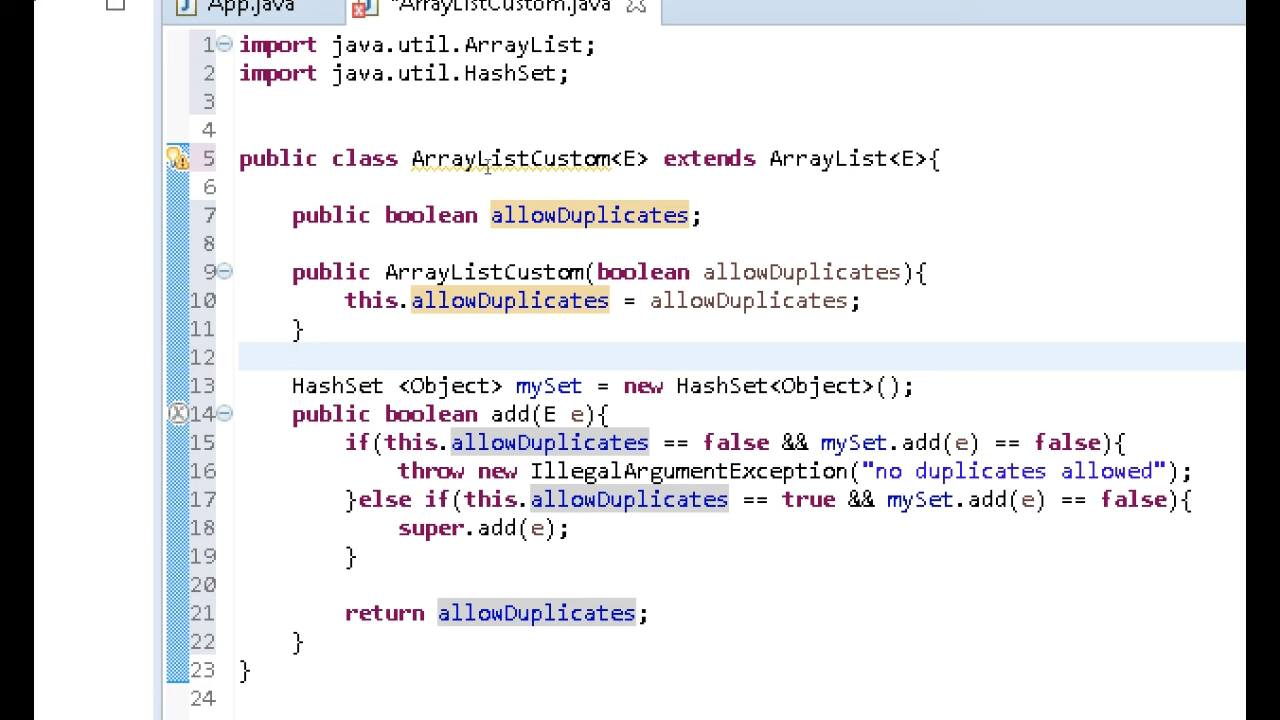 App.java *ArrayListCustom.java
1 import java.util.ArrayList;
2 import java.util.HashSet;
3
4
5 public class ArrayListCustom<E> extends ArrayList<E>{
6
7 public boolean allowDuplicates;
8
9 public ArrayListCustom(boolean allowDuplicates){
10 this.allowDuplicates = allowDuplicates;
11 }
12
13 HashSet <Object> mySet = new HashSet<Object>();
14 public boolean add(E e){
15 if(this.allowDuplicates == false && mySet.add(e) == false){
16 throw new IllegalArgumentException("no duplicates allowed");
17 }else if(this.allowDuplicates == true && mySet.add(e) == false){
18 super.add(e);
19 }
20
21 return allowDuplicates;
22 }
23 }
24